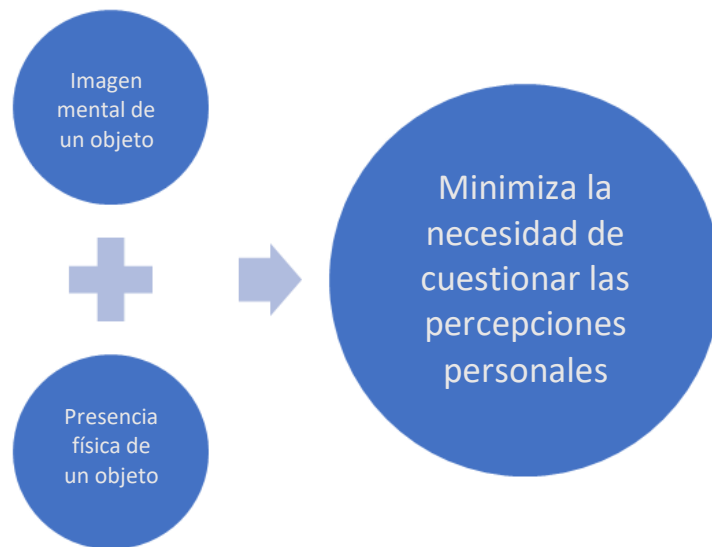 Imagen
mental de
un objeto
Presencia
física de
un objeto
Minimiza la
necesidad de
cuestionar las
percepciones
personales